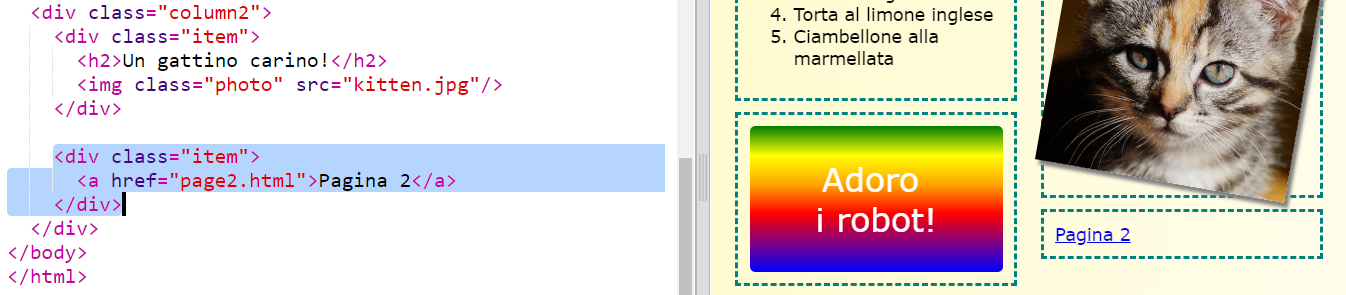 <div class="column2">
<div class="item">
<h2>Un gattino carino!</h2>
<img class="photo" src="kitten.jpg"/>
</div>
<div class="item">
<a href="page2.html">Pagina 2</a>
</div>
</div>
</body>
</html>
4. Torta al limone inglese
5. Ciambellone alla
marmellata
Adoro
i robot!
Pagina 2